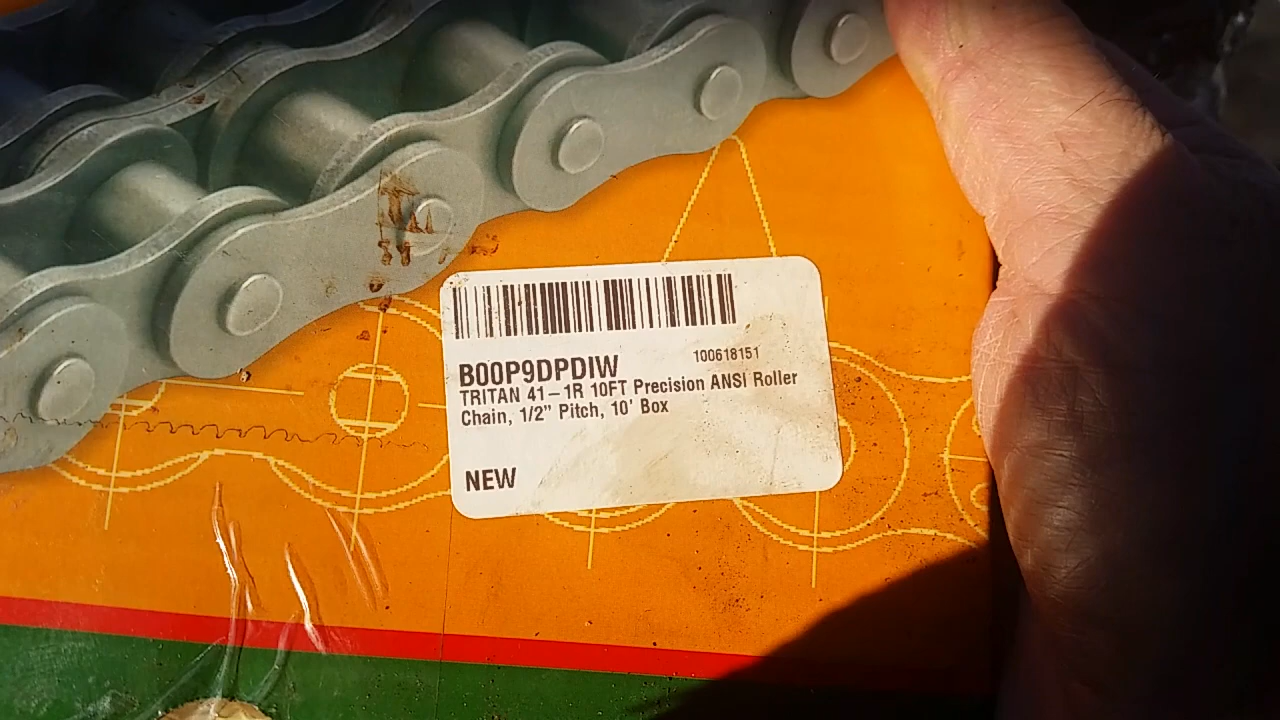 B00P9DPDIW 100618151
TRITAN 41-1R 10FT Precision ANSI Roller
Chain, 1/2" Pitch, 10' Box
NEW